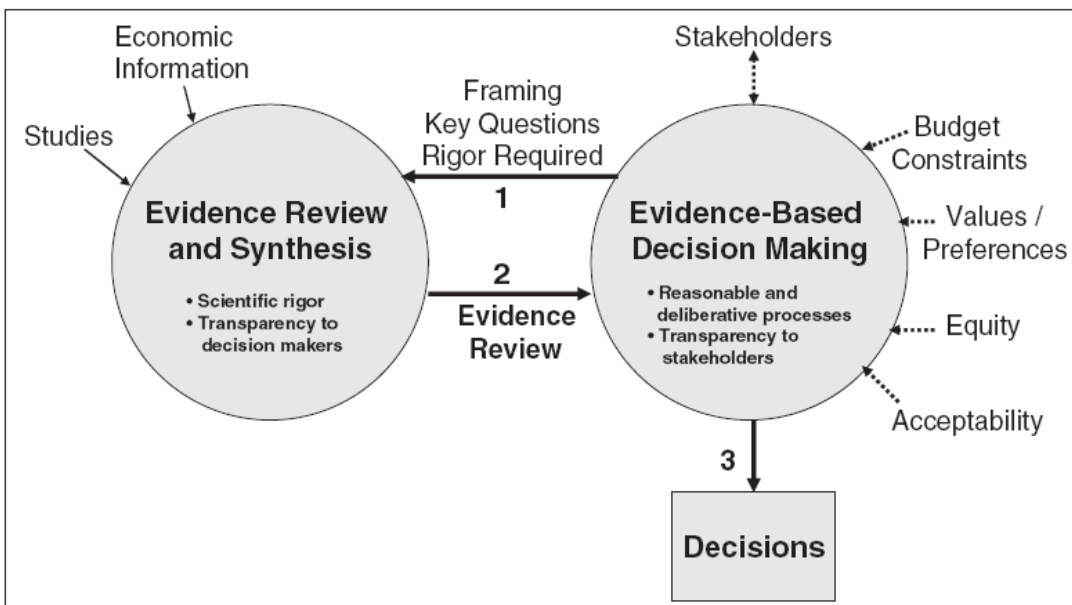 Economic
Information
Studies
Framing
Key Questions
Rigor Required
1
Stakeholders
Budget
Constraints
Values /
Preferences
Equity
Acceptability
Evidence Review
and Synthesis
• Scientific rigor
• Transparency to
decision makers
2
Evidence
Review
Evidence-Based
Decision Making
• Reasonable and
deliberative processes
• Transparency to
stakeholders
3
Decisions